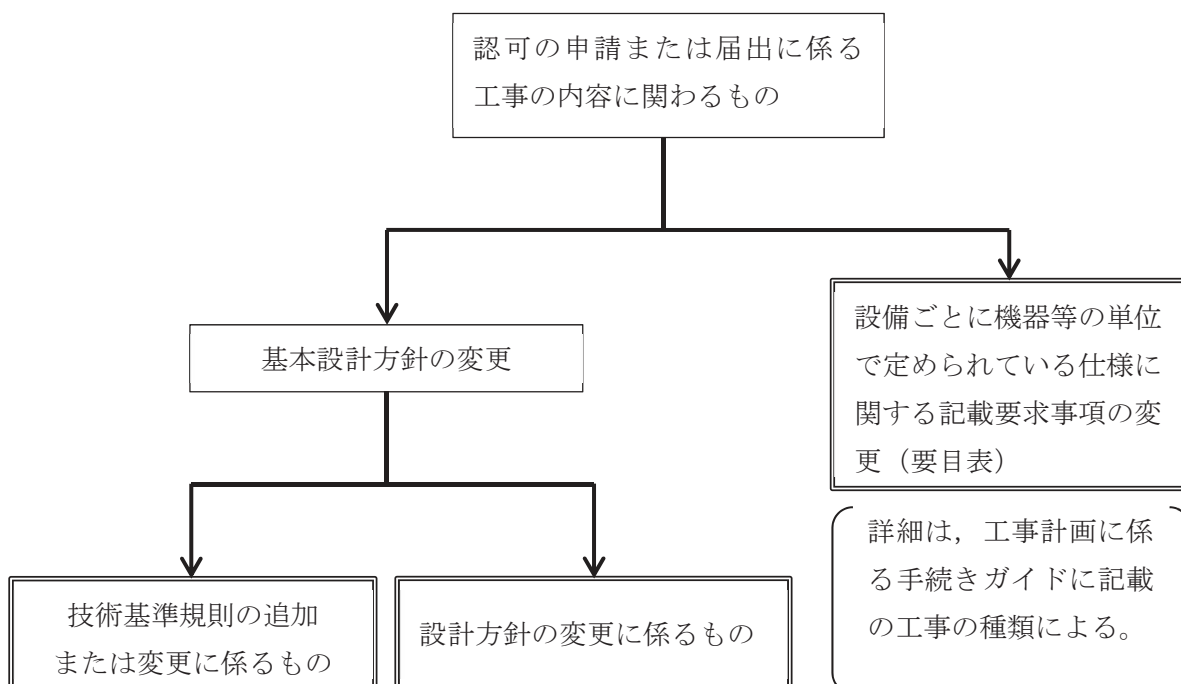 認可の申請または届出に係る
工事の内容に関わるもの
基本設計方針の変更
設備ごとに機器等の単位
で定められている仕様に
関する記載要求事項の変
更（要目表）
詳細は，工事計画に係
る手続きガイドに記載
の工事の種類による。
技術基準規則の追加
または変更に係るもの
設計方針の変更に係るもの